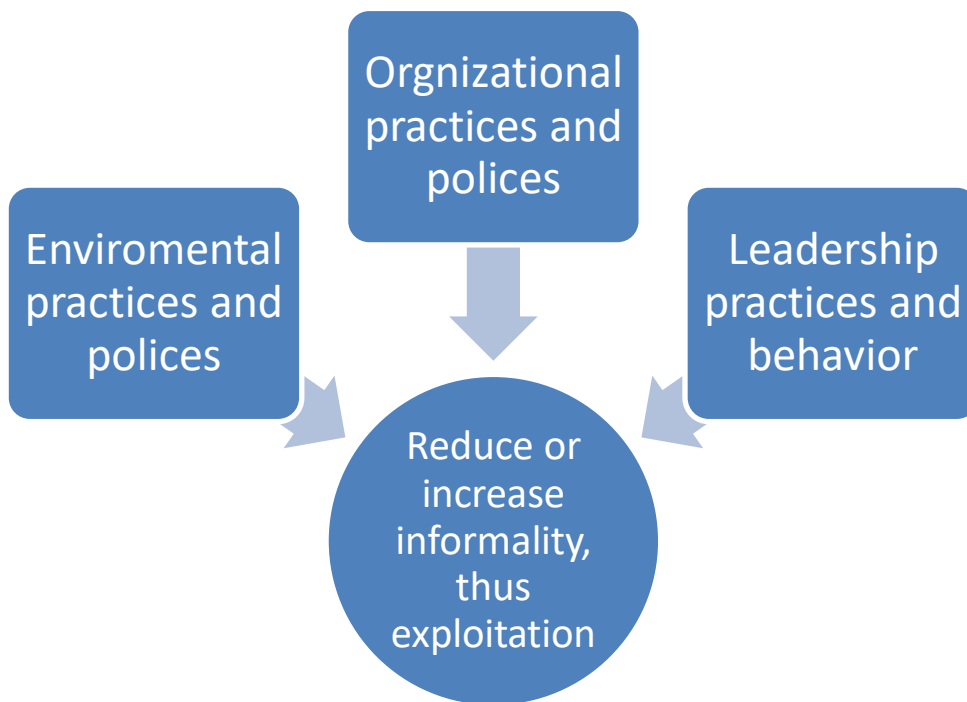 Orgnizational
practices and
polices
Enviromental
practices and
polices
Leadership
practices and
behavior
Reduce or
increase
informality,
thus
exploitation